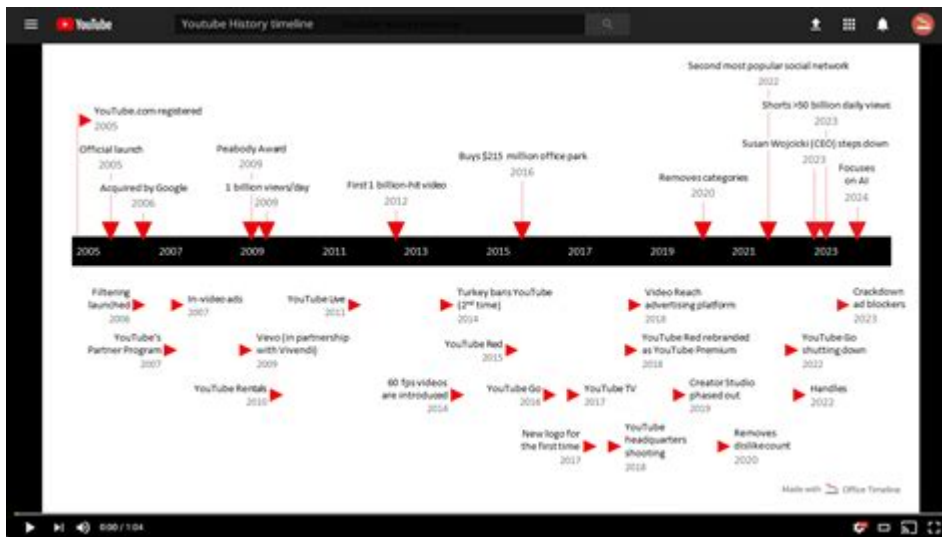 YouTube
Youtube History timeline
Second most popular social network
2022
YouTube.com registered
2005
Shorts >50 billion daily views
2023
Official launch
2005
Peabody Award
2009
Susan Wojcicki (CEO) steps down
2023
Buys $215 million office park
2016
Focuses
on AI
2024
Acquired by Google
2006
1 billion views/day
2009
First 1 billion-hit video
2012
Removes categories
2020
2005 2007 2009 2011 2013 2015 2017 2019 2021 2023
Filtering
launched
2006
In-video ads
2007
YouTube Live
2011
Turkey bans YouTube
(2nd time)
2014
Video Reach
advertising platform
2018
Crackdown
ad blockers
2023
YouTube's
Partner Program
2007
Vevo (in partnership
with Vivendi)
2009
YouTube Red
2015
YouTube Red rebranded
as YouTube Premium
2018
YouTube Go
shutting down
2022
YouTube Rentals
2010
60 fps videos
are introduced
2014
YouTube Go
2016
YouTube TV
2017
Creator Studio
phased out
2019
Handles
2022
New logo for
the first time
2017
YouTube
headquarters
shooting
2018
Removes
dislike count
2020
Made with Office Timeline
0:00 / 1:04